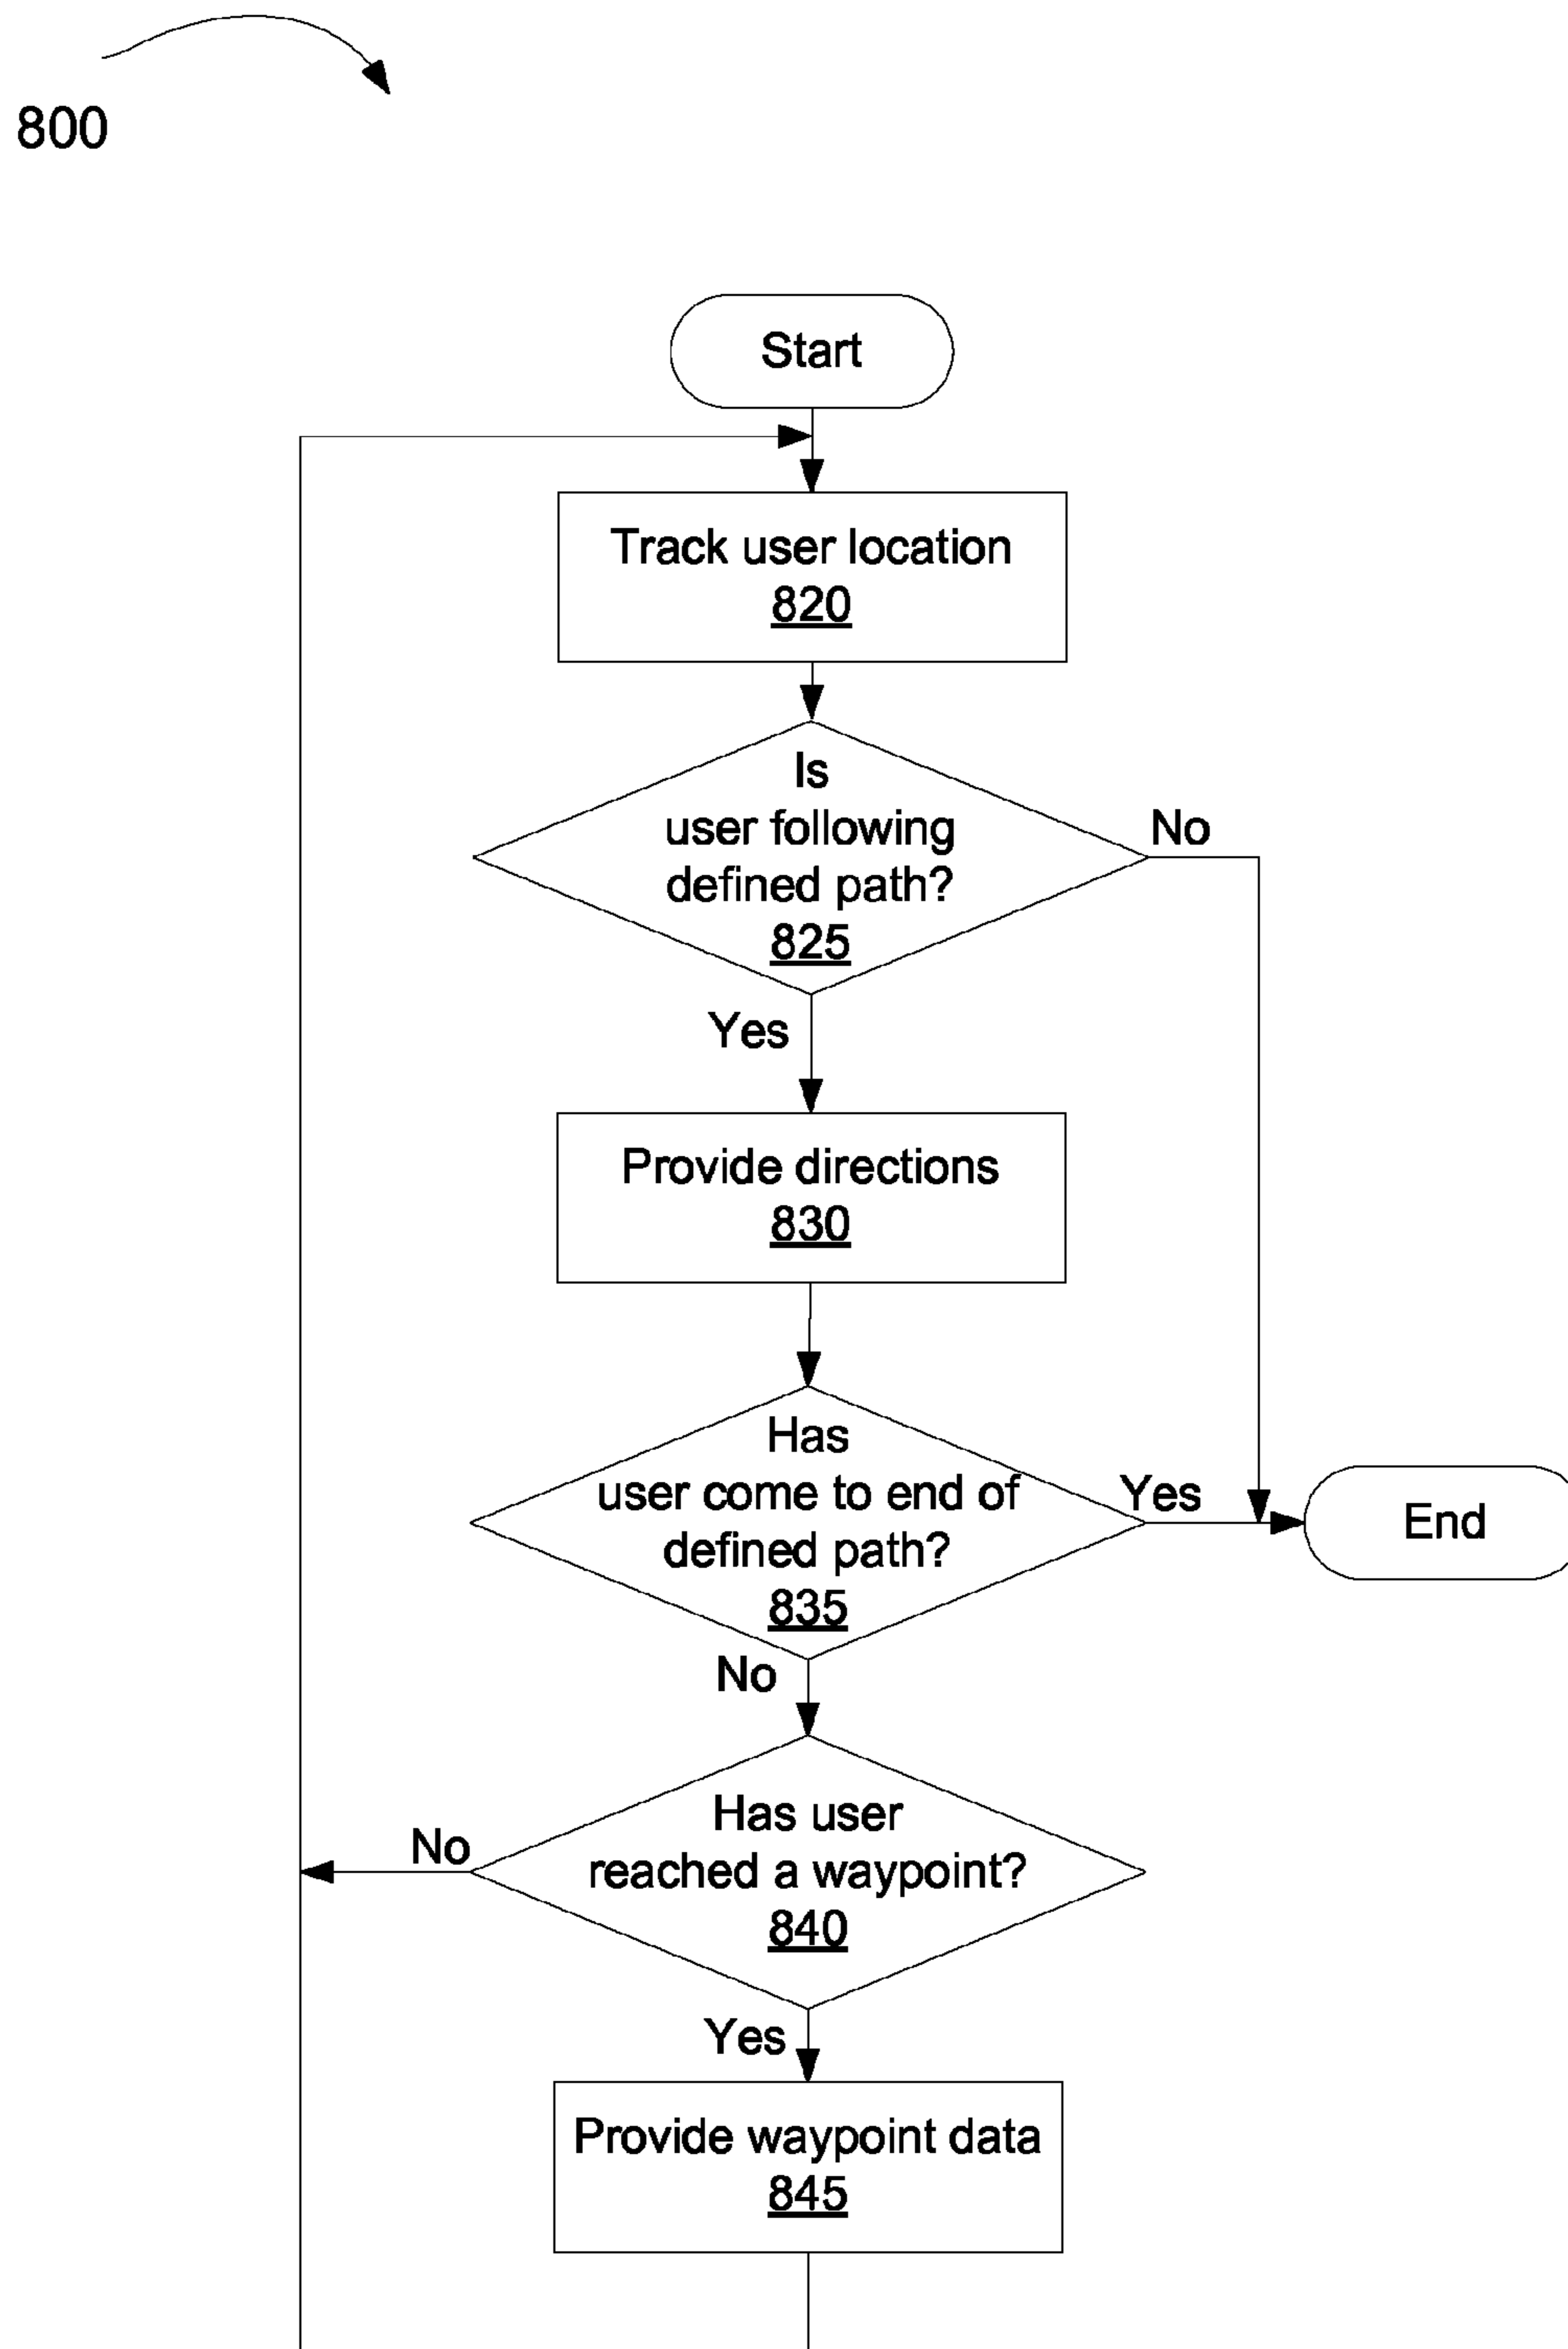 800
Start
Track user location
820
Is
user following
defined path?
825
No
Yes
Provide directions
830
Has
user come to end of
defined path?
835
Yes
End
No
Has user
reached a waypoint?
840
No
Yes
Provide waypoint data
845